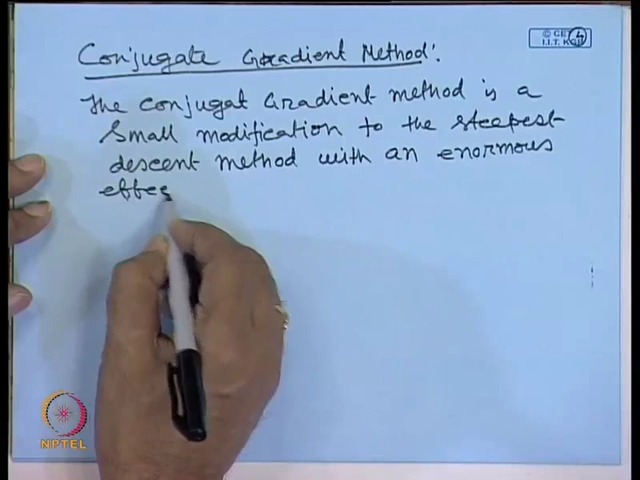 Conjugate Gradient Method:
The conjugat Gradient method is a
Small modification to the steepest
descent method with an enormous
effec
© CET
I.I.T. KGP
NPTEL